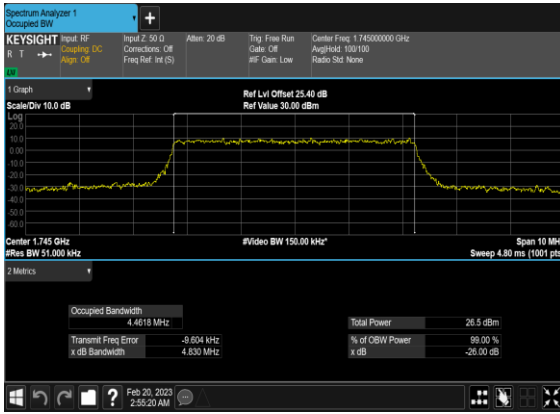 Spectrum Analyzer 1
Occupied BW
KEYSIGHT
R T
LXI
Input: RF
Coupling: DC
Align: Off
Input Z: 50 Ω
Corrections: Off
Freq Ref: Int (S)
Atten: 20 dB
Trig: Free Run
Gate: Off
#IF Gain: Low
Center Freq: 1.745000000 GHz
Avg|Hold: 100/100
Radio Std: None
1 Graph
Scale/Div 10.0 dB
Ref Lvl Offset 25.40 dB
Ref Value 30.00 dBm
Log
20.0
10.0
0.00
-10.0
-20.0
-30.0
-40.0
-50.0
-60.0
Center 1.745 GHz
#Video BW 150.00 kHz*
Span 10 MH
#Res BW 51.000 kHz
Sweep 4.80 ms (1001 pts
2 Metrics
Occupied Bandwidth
4.4618 MHz
Total Power 26.5 dBm
Transmit Freq Error -9.604 kHz
% of OBW Power 99.00 %
x dB Bandwidth 4.830 MHz
x dB -26.00 dB
?
Feb 20, 2023
2:55:20 AM